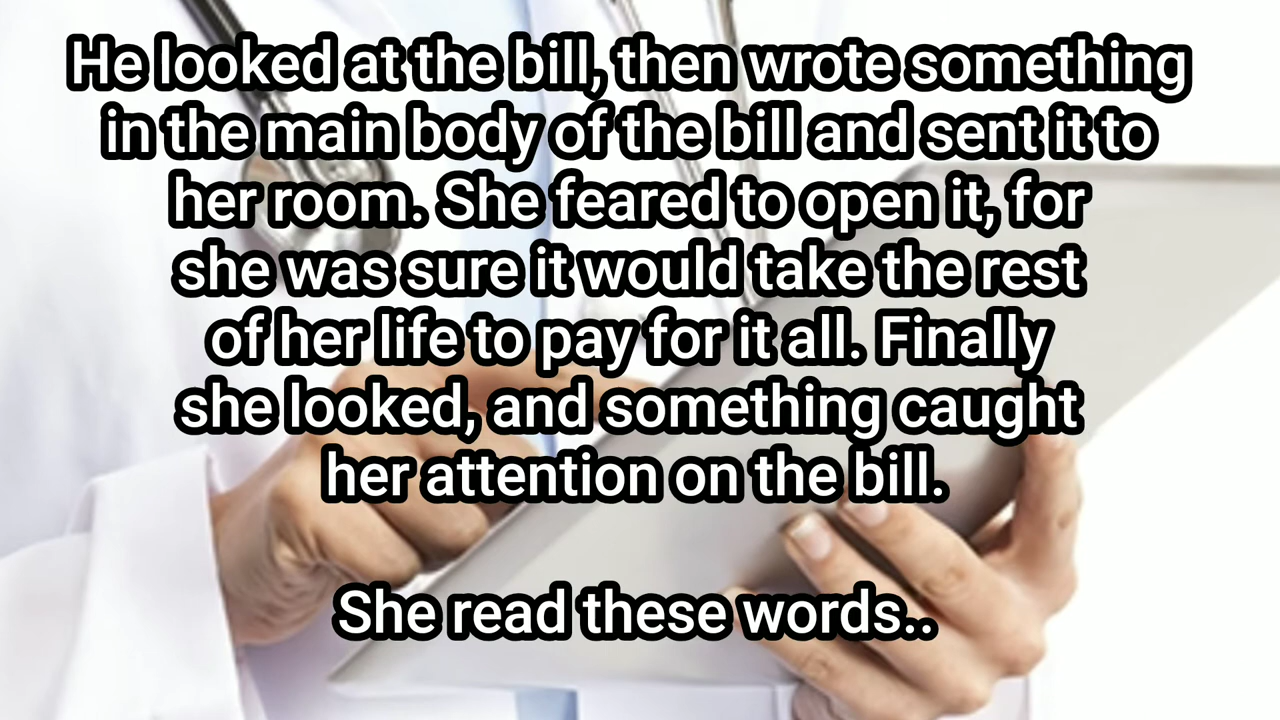 He looked at the bill, then wrote something
in the main body of the bill and sent it to
her room. She feared to open it, for
she was sure it would take the rest
of her life to pay for it all. Finally
she looked, and something caught
her attention on the bill.
She read these words..